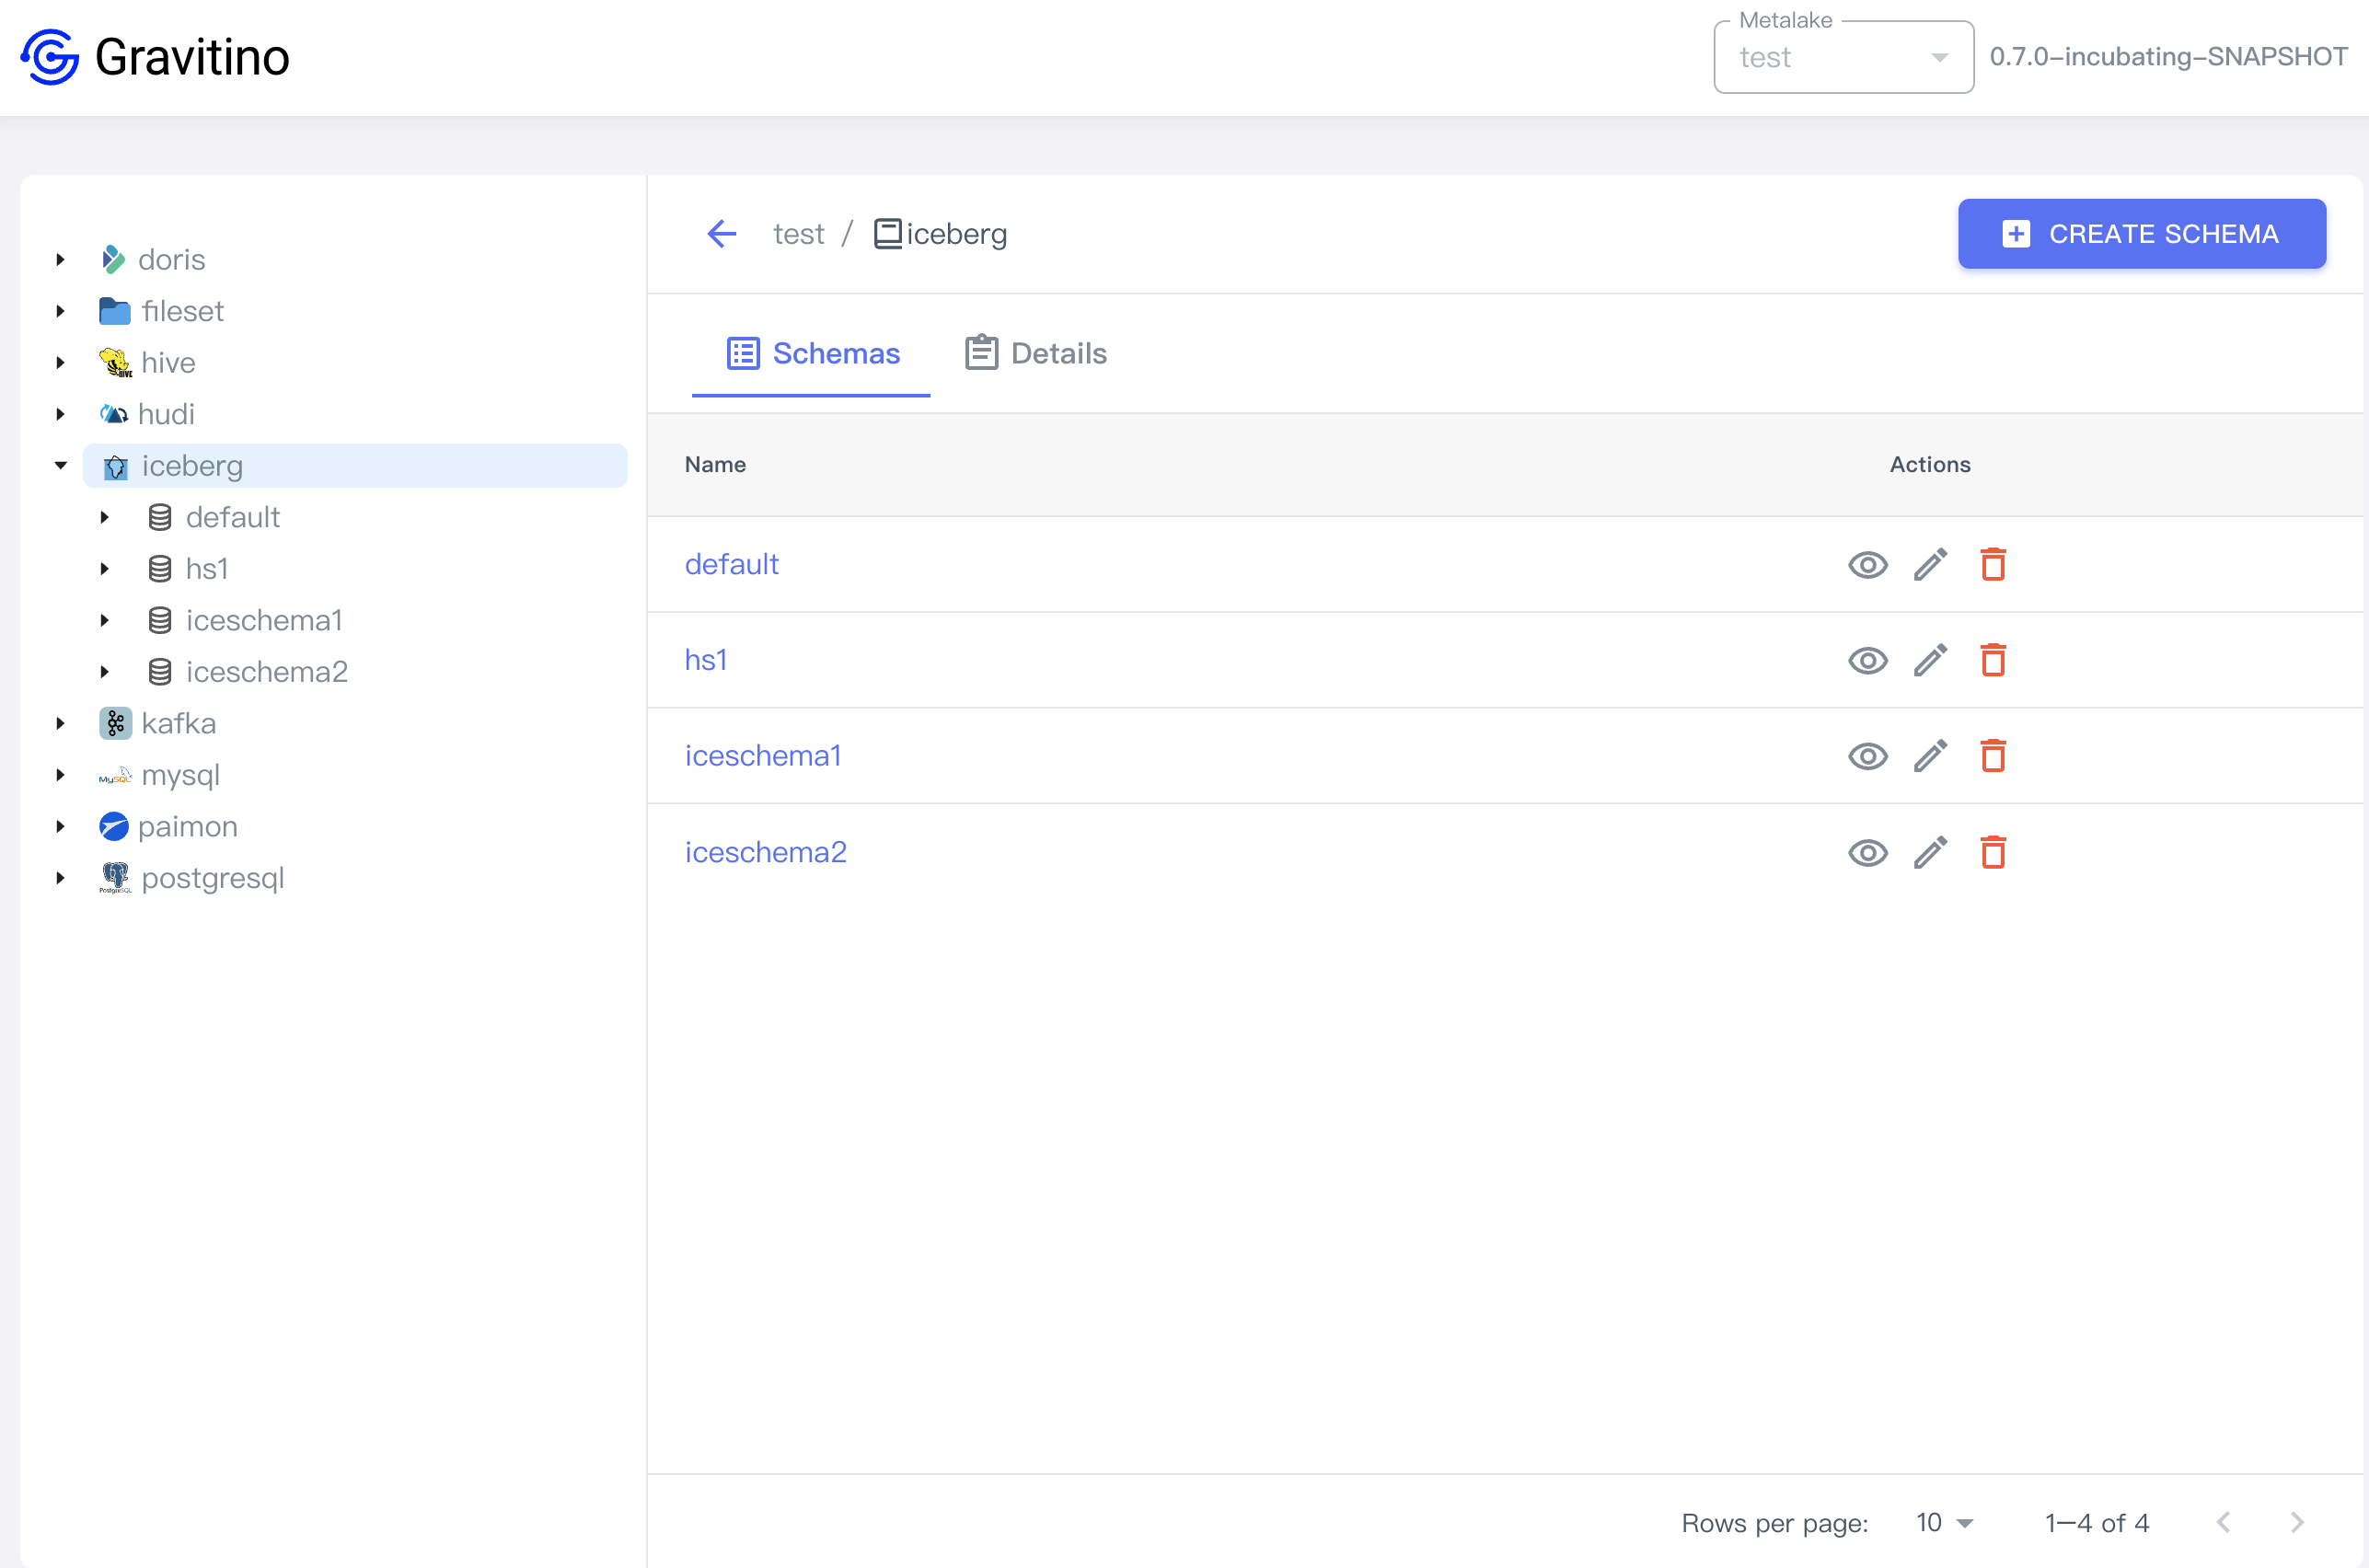 Gravitino
Metalake
test
0.7.0-incubating-SNAPSHOT
doris
fileset
hive
hudi
iceberg
default
hs1
iceschema1
iceschema2
kafka
mysql
paimon
postgresql
test / iceberg
CREATE SCHEMA
Schemas
Details
Name
Actions
default
hs1
iceschema1
iceschema2
Rows per page: 10
1–4 of 4